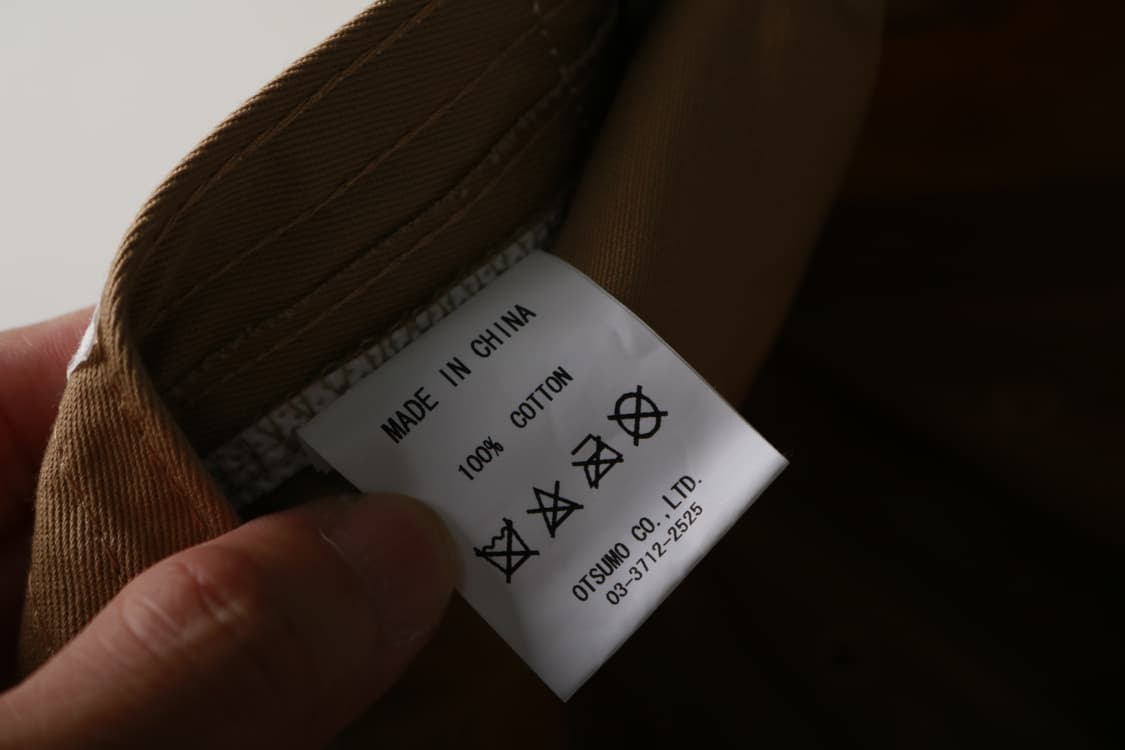 MADE IN CHINA
100% COTTON
OTSUMO CO.,LTD.
03-3712-2525